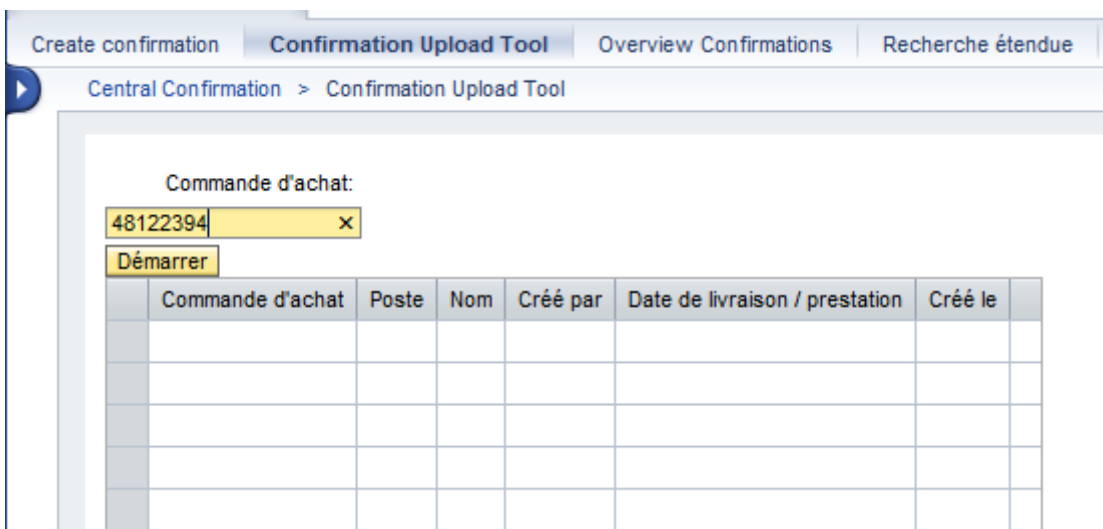 Create confirmation Confirmation Upload Tool Overview Confirmations Recherche étendue
Central Confirmation > Confirmation Upload Tool
Commande d'achat:
48122394
Démarrer
Commande d'achat Poste Nom Créé par Date de livraison / prestation Créé le